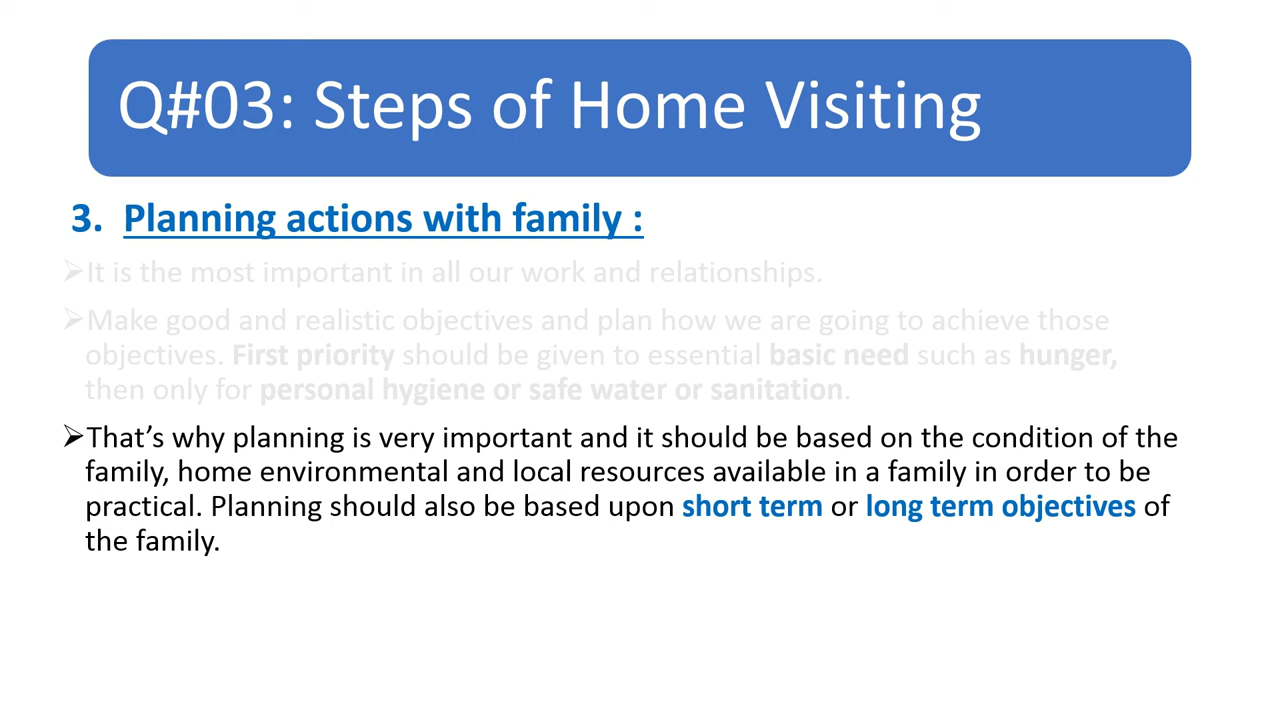 Q#03: Steps of Home Visiting
3. Planning actions with family :
➢It is the most important in all our work and relationships.
➢Make good and realistic objectives and plan how we are going to achieve those
objectives. First priority should be given to essential basic need such as hunger,
then only for personal hygiene or safe water or sanitation.
➢That’s why planning is very important and it should be based on the condition of the
family, home environmental and local resources available in a family in order to be
practical. Planning should also be based upon short term or long term objectives of
the family.